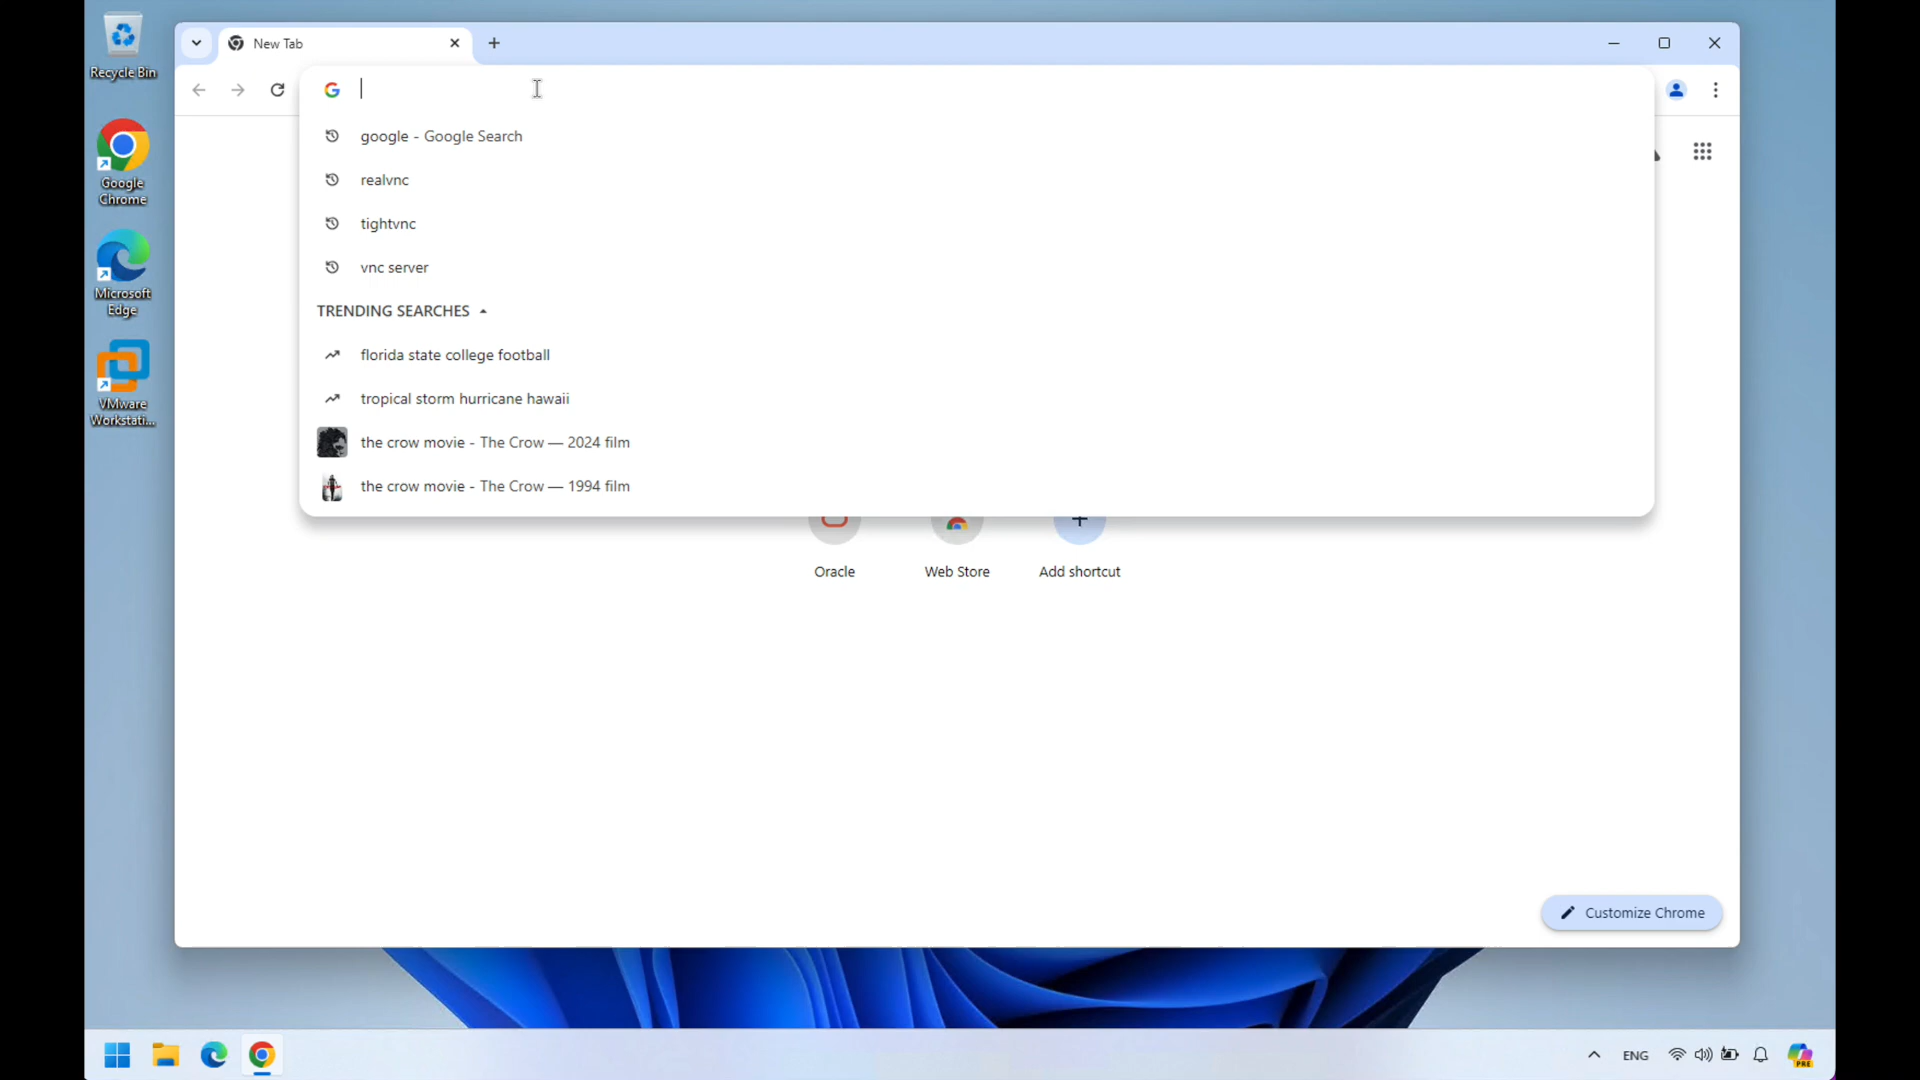 Recycle Bin
Google
Chrome
Microsoft
Edge
VMware
Workstati...
New Tab
google - Google Search
realvnc
tightvnc
vnc server
TRENDING SEARCHES
florida state college football
tropical storm hurricane hawaii
the crow movie - The Crow — 2024 film
the crow movie - The Crow — 1994 film
Oracle
Web Store
Add shortcut
Customize Chrome
ENG
PRE